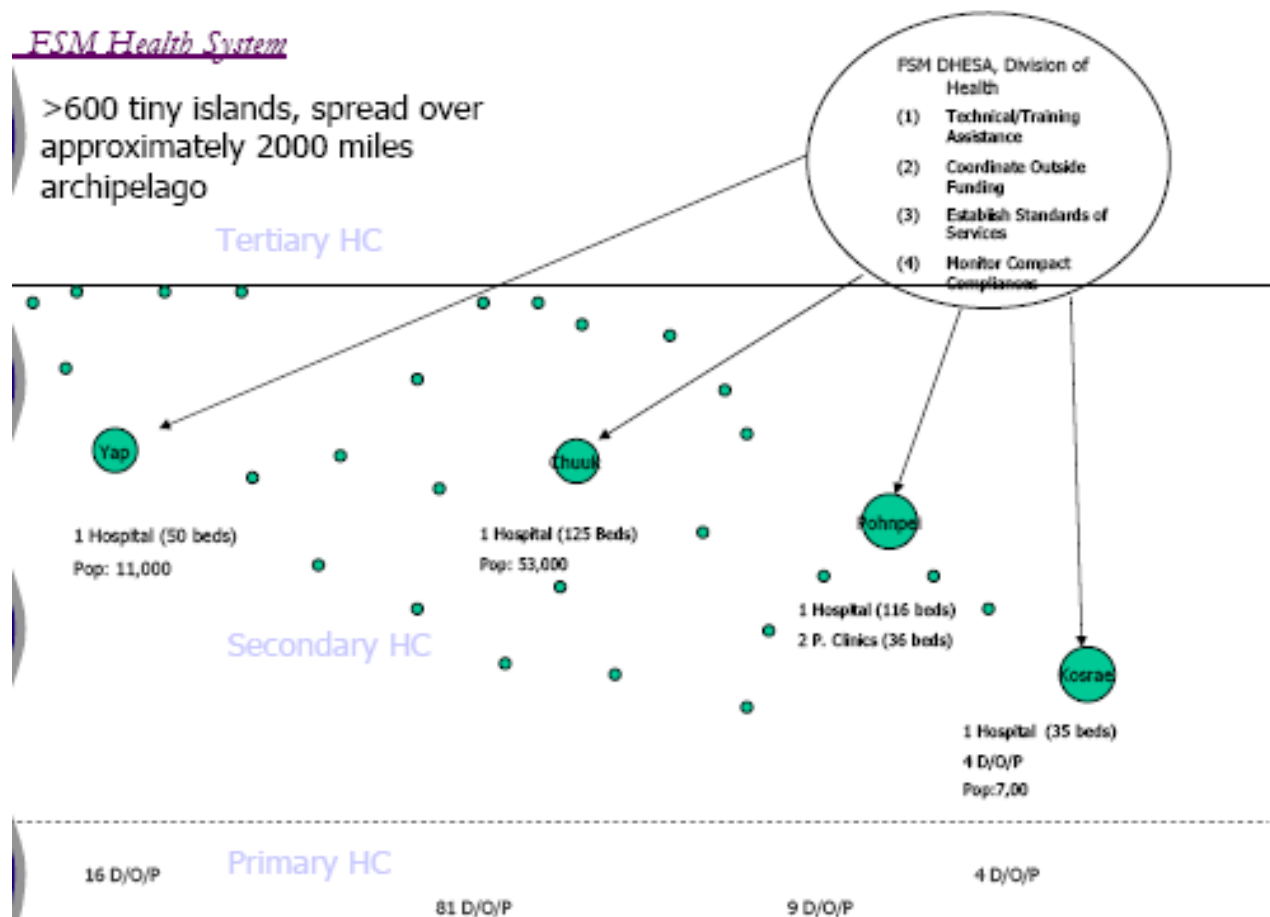 FSM Health System
>600 tiny islands, spread over
approximately 2000 miles
archipelago
FSM DHESA, Division of
Health
(1) Technical/Training
Assistance
(2) Coordinate Outside
Funding
(3) Establish Standards of
Services
(4) Monitor Compact
Compliances
Tertiary HC
Yap
Chuuk
Pohnpei
Kosrae
1 Hospital (50 beds)
Pop: 11,000
1 Hospital (125 Beds)
Pop: 53,000
1 Hospital (116 beds)
2 P. Clinics (36 beds)
Secondary HC
1 Hospital (35 beds)
4 D/O/P
Pop:7,00
Primary HC
16 D/O/P
81 D/O/P
9 D/O/P
4 D/O/P